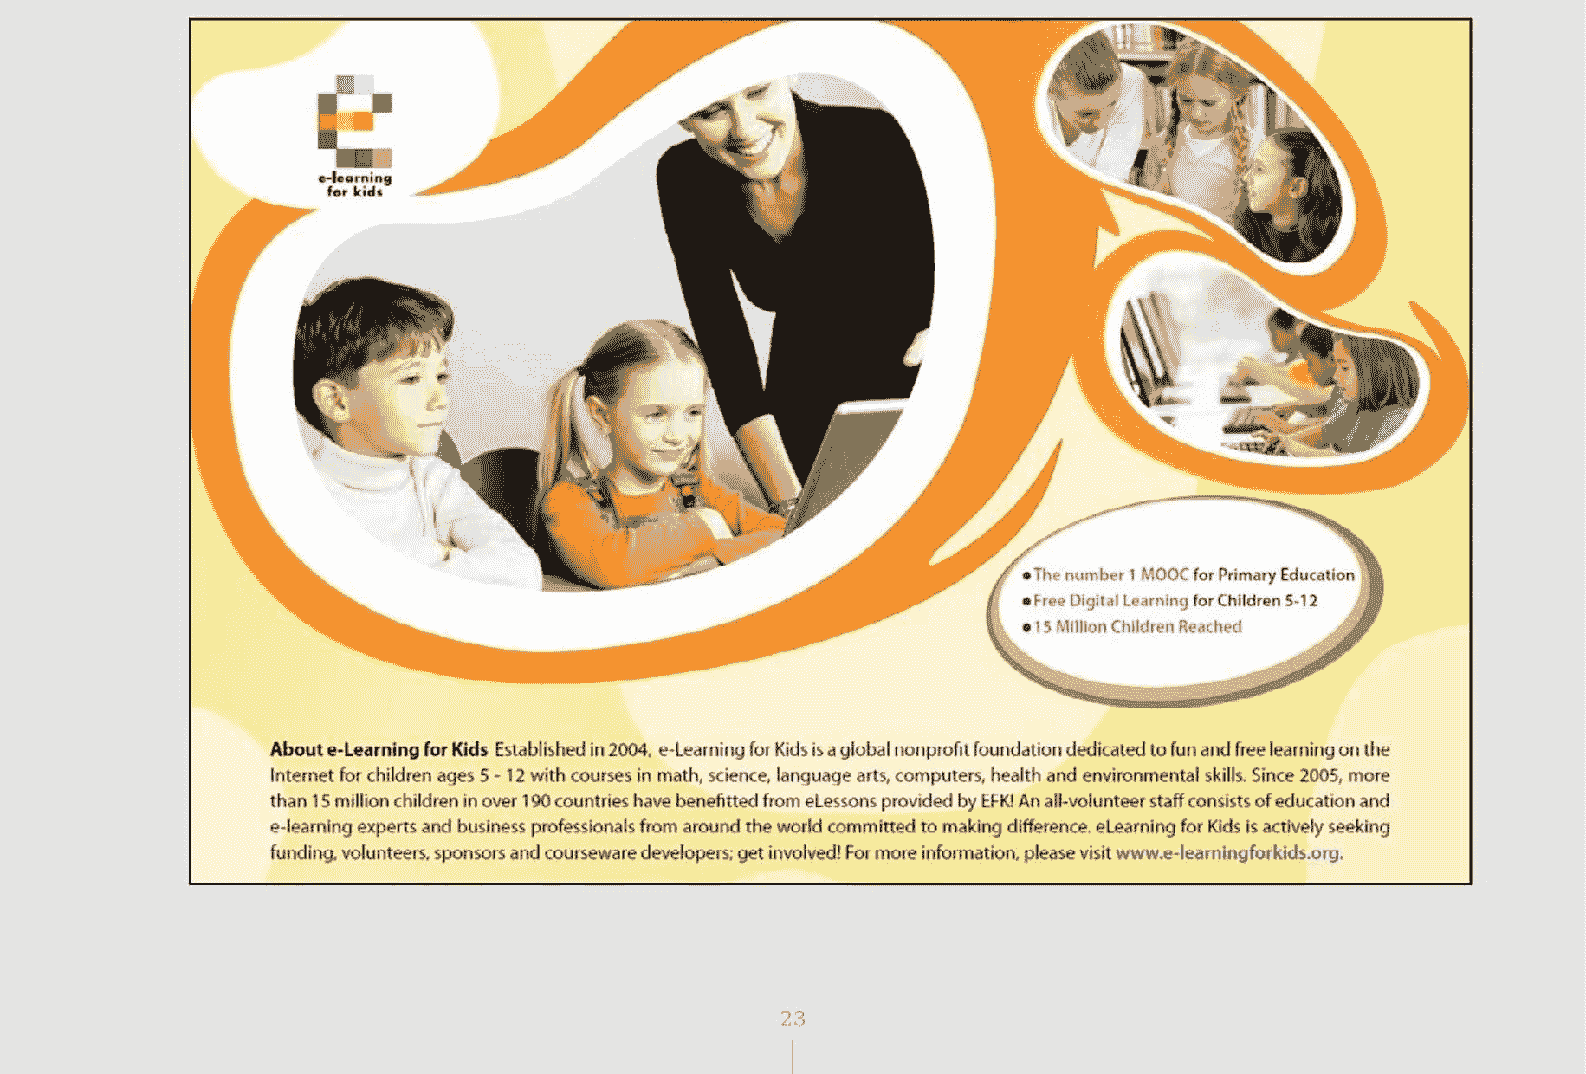 e-learning
for kids
The number 1 MOOC for Primary Education
Free Digital Learning for Children 5-12
15 Million Children Reached
About e-Learning for Kids Established in 2004, e-Learning for Kids is a global nonprofit foundation dedicated to fun and free learning on the
Internet for children ages 5 - 12 with courses in math, science, language arts, computers, health and environmental skills. Since 2005, more
than 15 million children in over 190 countries have benefitted from eLessons provided by EFK! An all-volunteer staff consists of education and
e-learning experts and business professionals from around the world committed to making difference. eLearning for Kids is actively seeking
funding, volunteers, sponsors and courseware developers; get involved! For more information, please visit www.e-learningforkids.org.
23